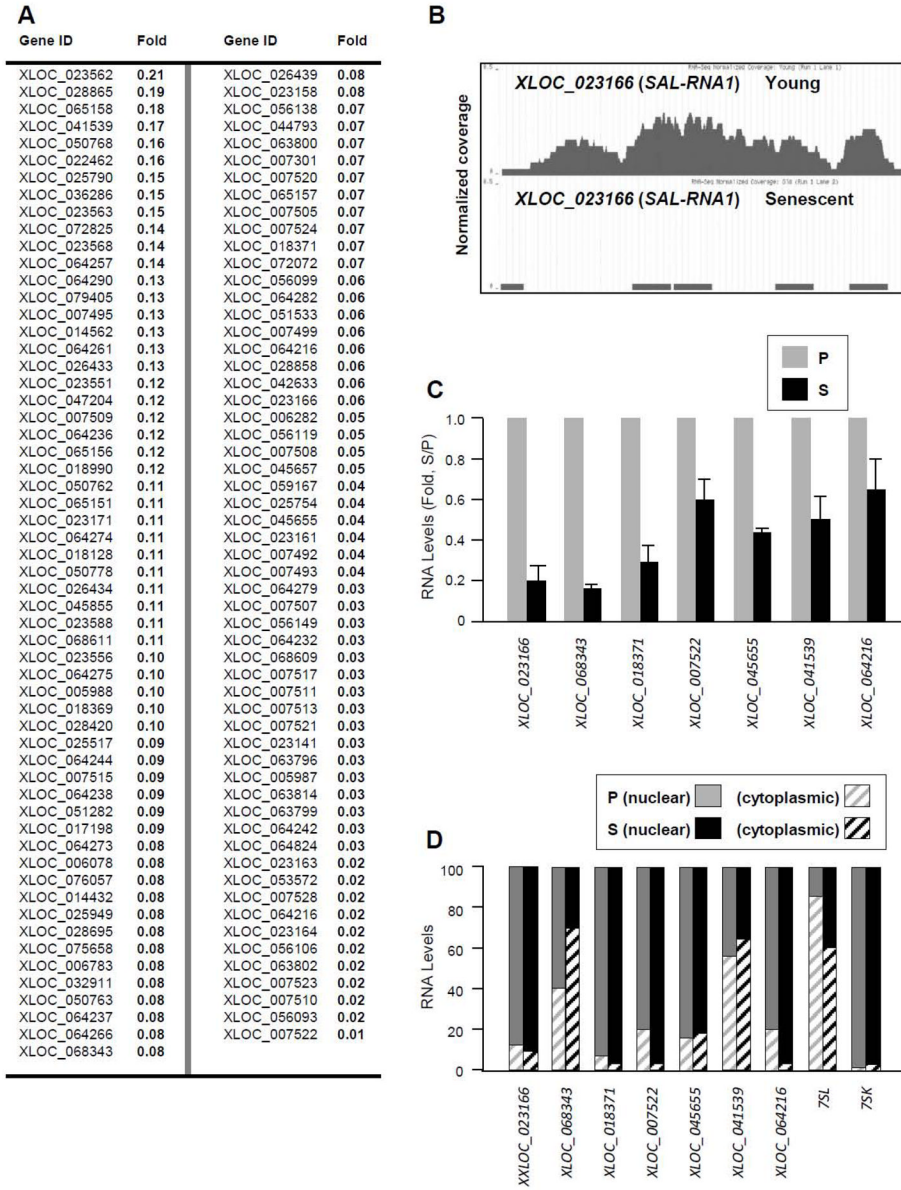 A
Gene ID Fold Gene ID Fold
XLOC_023562 0.21 XLOC_026439 0.08
XLOC_028865 0.19 XLOC_023158 0.08
XLOC_065158 0.18 XLOC_056138 0.07
XLOC_041539 0.17 XLOC_044793 0.07
XLOC_050768 0.16 XLOC_063800 0.07
XLOC_022462 0.16 XLOC_007301 0.07
XLOC_025790 0.15 XLOC_007520 0.07
XLOC_036286 0.15 XLOC_065157 0.07
XLOC_023563 0.15 XLOC_007505 0.07
XLOC_072825 0.14 XLOC_007524 0.07
XLOC_023568 0.14 XLOC_018371 0.07
XLOC_064257 0.14 XLOC_072072 0.07
XLOC_064290 0.13 XLOC_056099 0.06
XLOC_079405 0.13 XLOC_064282 0.06
XLOC_007495 0.13 XLOC_051533 0.06
XLOC_014562 0.13 XLOC_007499 0.06
XLOC_064261 0.13 XLOC_064216 0.06
XLOC_026433 0.13 XLOC_028858 0.06
XLOC_023551 0.12 XLOC_042633 0.06
XLOC_047204 0.12 XLOC_023166 0.06
XLOC_007509 0.12 XLOC_006282 0.05
XLOC_064236 0.12 XLOC_056119 0.05
XLOC_065156 0.12 XLOC_007508 0.05
XLOC_018990 0.12 XLOC_045657 0.05
XLOC_050762 0.11 XLOC_059167 0.04
XLOC_065151 0.11 XLOC_025754 0.04
XLOC_023171 0.11 XLOC_045655 0.04
XLOC_064274 0.11 XLOC_023161 0.04
XLOC_018128 0.11 XLOC_007492 0.04
XLOC_050778 0.11 XLOC_007493 0.04
XLOC_026434 0.11 XLOC_064279 0.03
XLOC_045855 0.11 XLOC_007507 0.03
XLOC_023588 0.11 XLOC_056149 0.03
XLOC_068611 0.11 XLOC_064232 0.03
XLOC_023556 0.10 XLOC_068609 0.03
XLOC_064275 0.10 XLOC_007517 0.03
XLOC_005988 0.10 XLOC_007511 0.03
XLOC_018369 0.10 XLOC_007513 0.03
XLOC_028420 0.10 XLOC_007521 0.03
XLOC_025517 0.09 XLOC_023141 0.03
XLOC_064244 0.09 XLOC_063796 0.03
XLOC_007515 0.09 XLOC_005987 0.03
XLOC_064238 0.09 XLOC_063814 0.03
XLOC_051282 0.09 XLOC_063799 0.03
XLOC_017198 0.09 XLOC_064242 0.03
XLOC_064273 0.08 XLOC_064824 0.03
XLOC_006078 0.08 XLOC_023163 0.02
XLOC_076057 0.08 XLOC_053572 0.02
XLOC_014432 0.08 XLOC_007528 0.02
XLOC_025949 0.08 XLOC_064216 0.02
XLOC_028695 0.08 XLOC_023164 0.02
XLOC_075658 0.08 XLOC_056106 0.02
XLOC_006783 0.08 XLOC_063802 0.02
XLOC_032911 0.08 XLOC_007523 0.02
XLOC_050763 0.08 XLOC_007510 0.02
XLOC_064237 0.08 XLOC_056093 0.02
XLOC_064266 0.08 XLOC_007522 0.01
XLOC_068343 0.08
B
Normalized coverage
RNA-Seq Normalized Coverage: Young (Run 1 Lane 1)
XLOC_023166 (SAL-RNA1) Young
XLOC_023166 (SAL-RNA1) Senescent
C
P
S
RNA Levels (Fold, S/P)
1.0
0.8
0.6
0.4
0.2
0
XLOC_023166
XLOC_068343
XLOC_018371
XLOC_007522
XLOC_045655
XLOC_041539
XLOC_064216
D
P (nuclear) (cytoplasmic)
S (nuclear) (cytoplasmic)
RNA Levels
100
80
60
40
20
0
XXLOC_023166
XLOC_068343
XLOC_018371
XLOC_007522
XLOC_045655
XLOC_041539
XLOC_064216
7SL
7SK